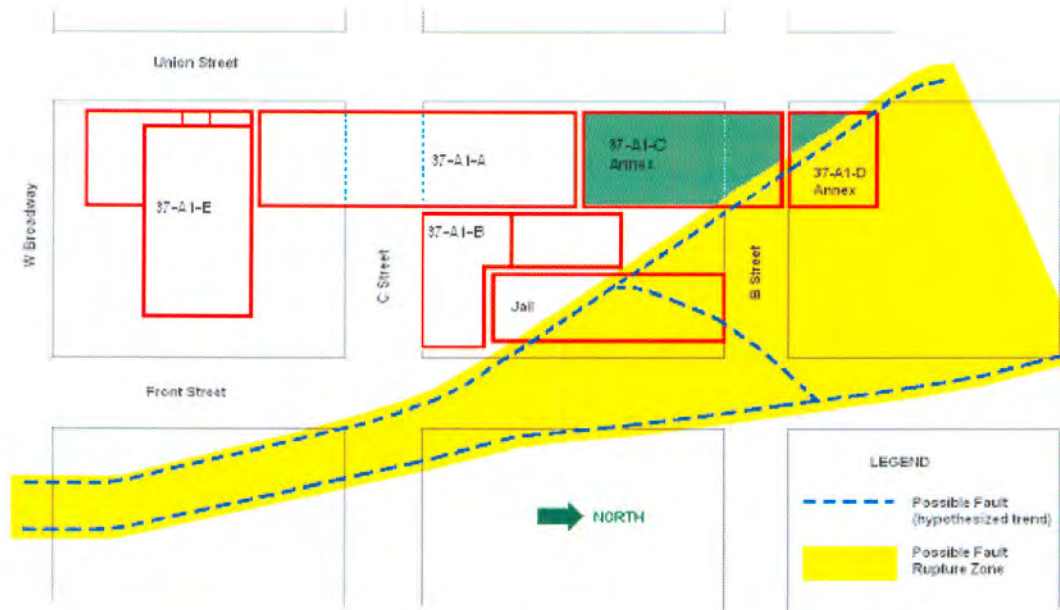 Union Street
W Broadway
37-A1-E
37-A1-A
37-A1-C
Annex
37-A1-D
Annex
C Street
37-A1-B
Jail
B Street
Front Street
NORTH
LEGEND
Possible Fault
(hypothesized trend)
Possible Fault
Rupture Zone